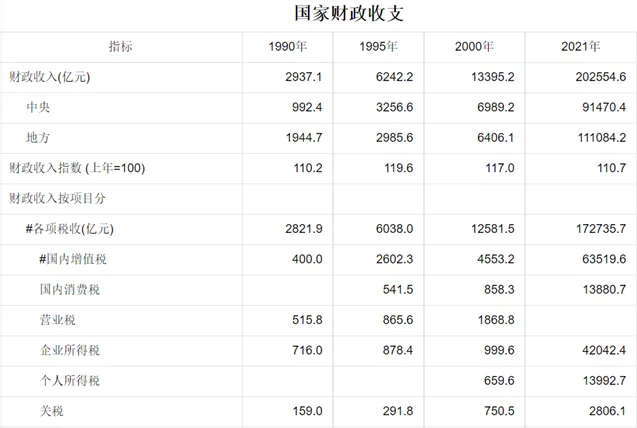 国家财政收支
指标 1990年 1995年 2000年 2021年
财政收入(亿元) 2937.1 6242.2 13395.2 202554.6
中央 992.4 3256.6 6989.2 91470.4
地方 1944.7 2985.6 6406.1 111084.2
财政收入指数 (上年=100) 110.2 119.6 117.0 110.7
财政收入按项目分
#各项税收(亿元) 2821.9 6038.0 12581.5 172735.7
#国内增值税 400.0 2602.3 4553.2 63519.6
国内消费税 541.5 858.3 13880.7
营业税 515.8 865.6 1868.8
企业所得税 716.0 878.4 999.6 42042.4
个人所得税 659.6 13992.7
关税 159.0 291.8 750.5 2806.1